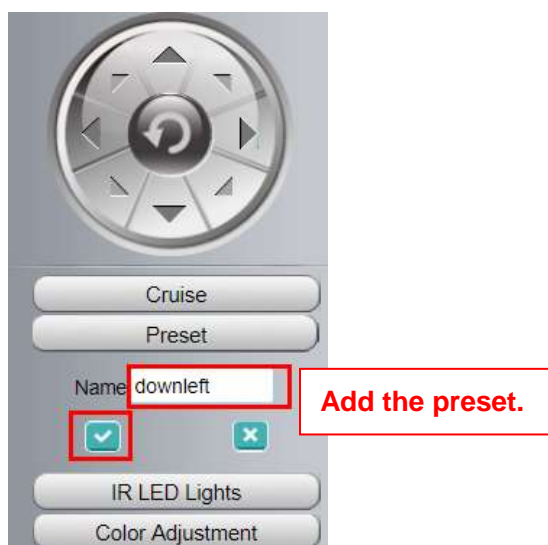 Cruise
Preset
Name downleft
Add the preset.
IR LED Lights
Color Adjustment